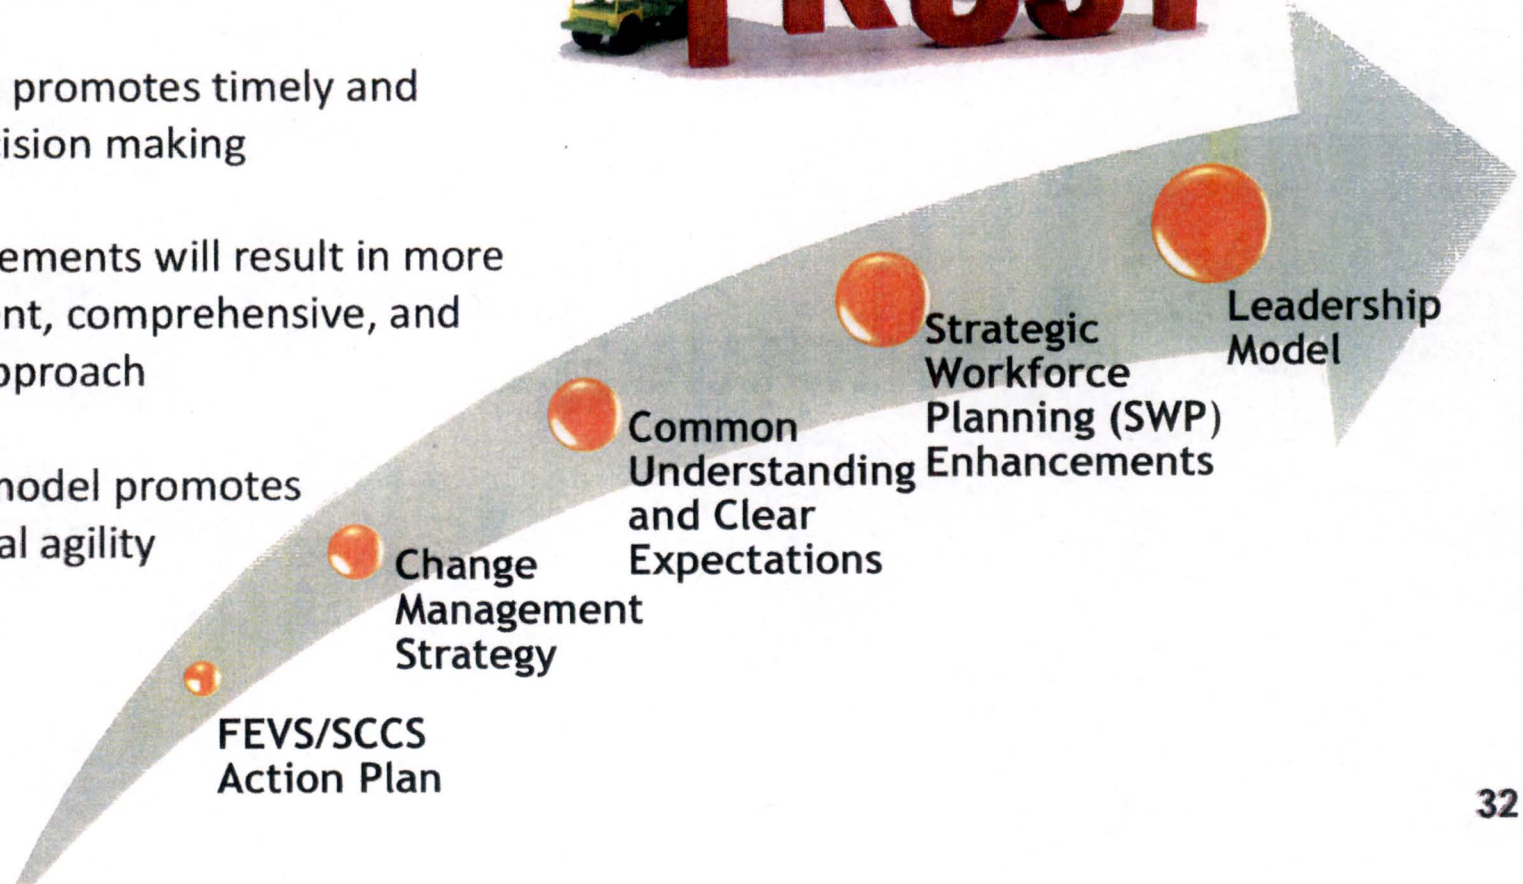 TRUST
promotes timely and
ision making
ements will result in more
nt, comprehensive, and
pproach
nodel promotes
al agility
Leadership
Model
Strategic
Workforce
Planning (SWP)
Enhancements
Common
Understanding
and Clear
Expectations
Change
Management
Strategy
FEVS/SCCS
Action Plan
32